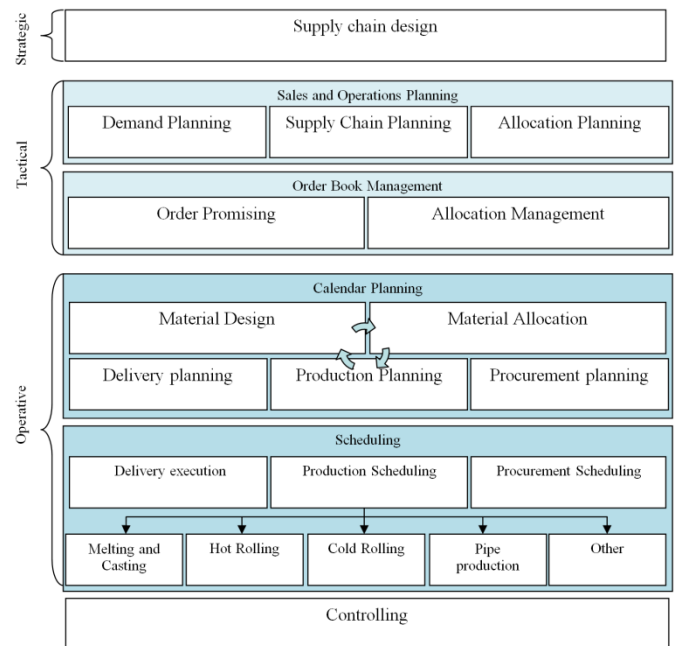 Strategic
Supply chain design
Tactical
Sales and Operations Planning
Demand Planning
Supply Chain Planning
Allocation Planning
Order Book Management
Order Promising
Allocation Management
Operative
Calendar Planning
Material Design
Material Allocation
Delivery planning
Production Planning
Procurement planning
Scheduling
Delivery execution
Production Scheduling
Procurement Scheduling
Melting and
Casting
Hot Rolling
Cold Rolling
Pipe
production
Other
Controlling